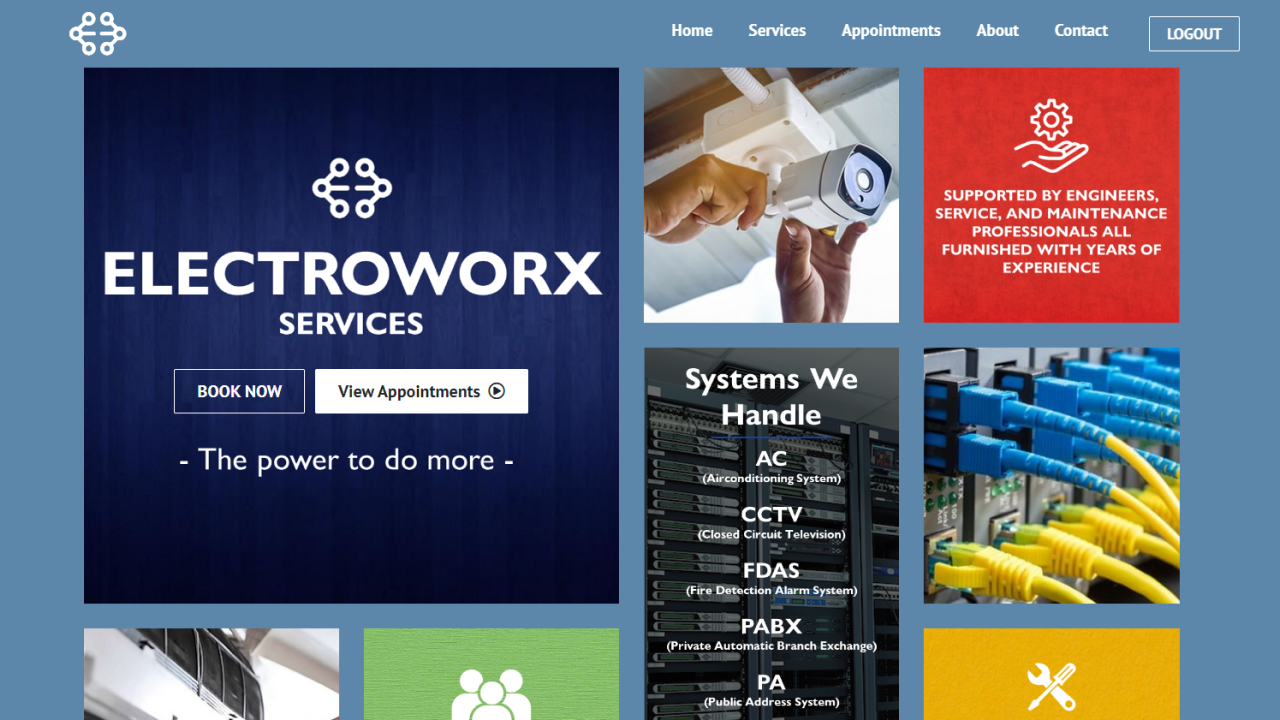 Home
Services
Appointments
About
Contact
LOGOUT
ELECTROWORX
SERVICES
BOOK NOW
View Appointments
- The power to do more -
SUPPORTED BY ENGINEERS,
SERVICE, AND MAINTENANCE
PROFESSIONALS ALL
FURNISHED WITH YEARS OF
EXPERIENCE
Systems We
Handle
AC
(Airconditioning System)
CCTV
(Closed Circuit Television)
FDAS
(Fire Detection Alarm System)
PABX
(Private Automatic Branch Exchange)
PA
(Public Address System)